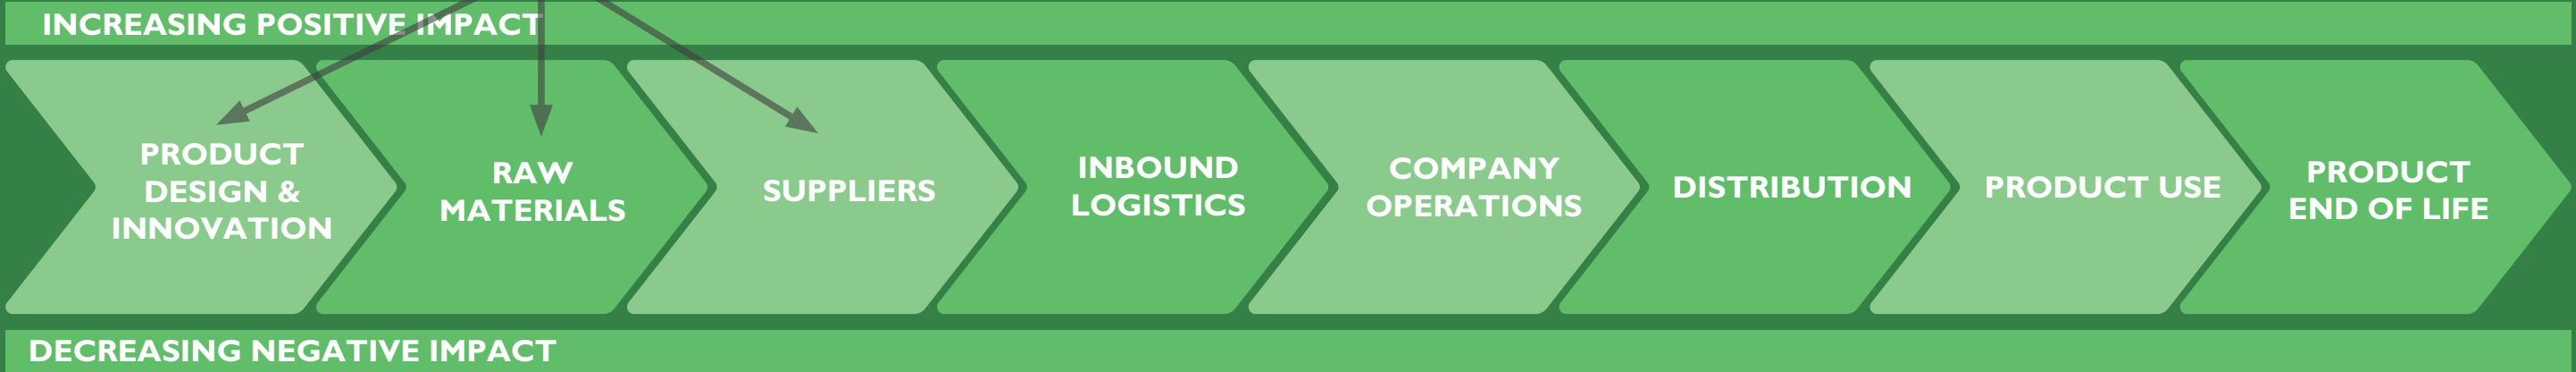 INCREASING POSITIVE IMPACT
PRODUCT
DESIGN &
INNOVATION
RAW
MATERIALS
SUPPLIERS
INBOUND
LOGISTICS
COMPANY
OPERATIONS
DISTRIBUTION
PRODUCT USE
PRODUCT
END OF LIFE
DECREASING NEGATIVE IMPACT